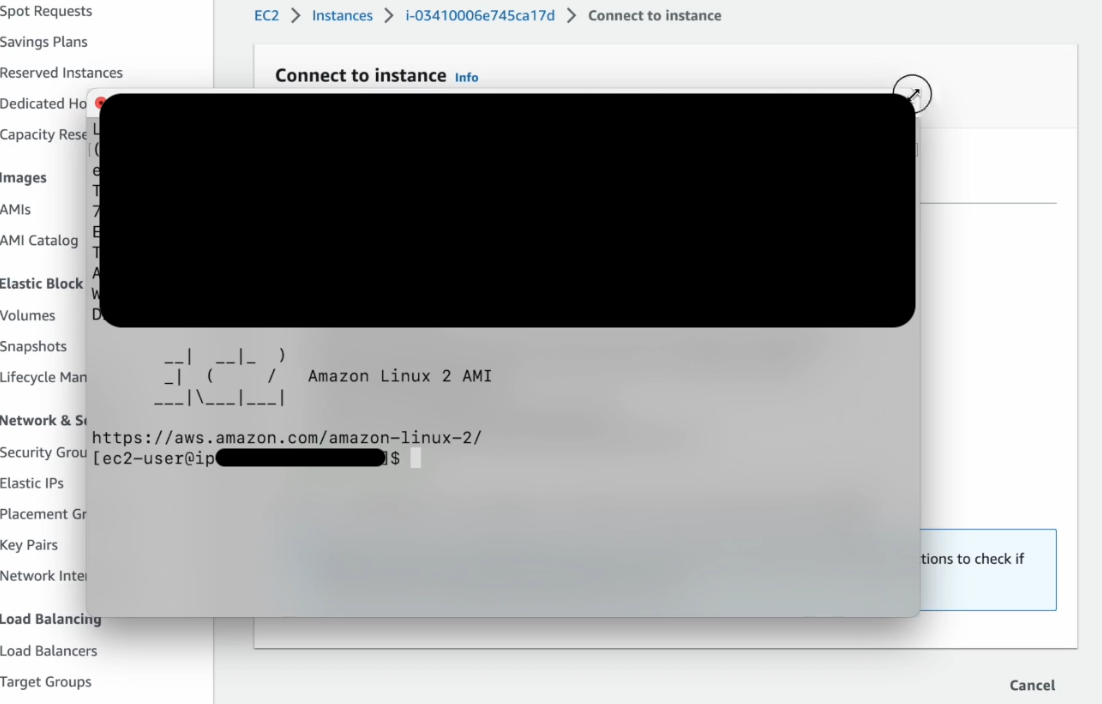 Spot Requests
Savings Plans
Reserved Instances
Dedicated Ho
Capacity Rese
Images
AMIs
AMI Catalog
Elastic Block
Volumes
Snapshots
Lifecycle Man
Network & Se
Security Grou
Elastic IPs
Placement Gr
Key Pairs
Network Inter
Load Balancing
Load Balancers
Target Groups
EC2 > Instances > i-03410006e745ca17d > Connect to instance
Connect to instance Info
L
(
e
T
7
E
T
A
W
D
__|  __|_  )
_|  (     /   Amazon Linux 2 AMI
___|\___|___|
https://aws.amazon.com/amazon-linux-2/
[ec2-user@ip ]$
tions to check if
Cancel